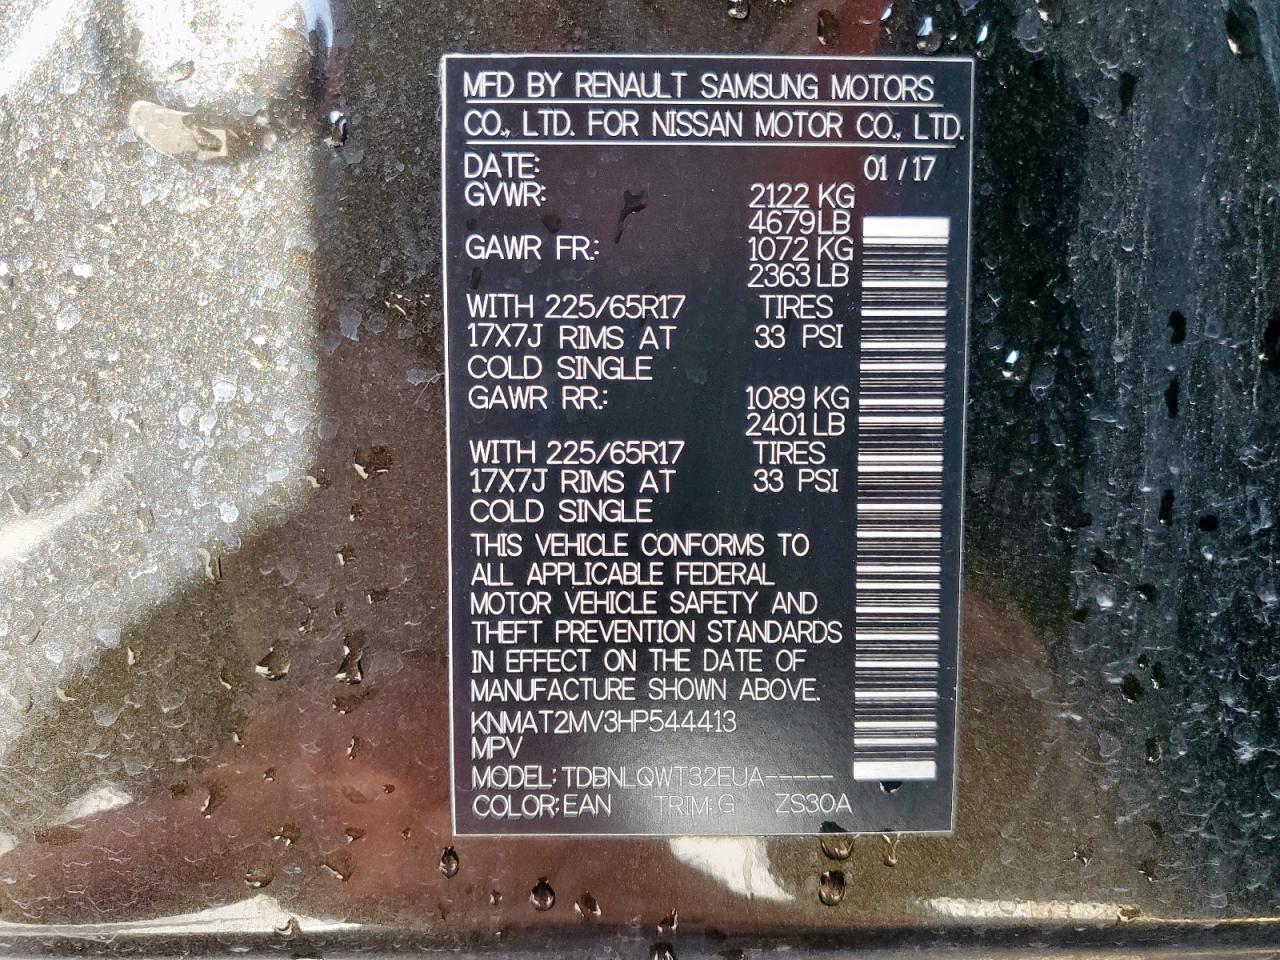 MFD BY RENAULT SAMSUNG MOTORS
CO., LTD. FOR NISSAN MOTOR CO., LTD.
DATE: 01 / 17
GVWR: 2122 KG
4679 LB
GAWR FR.: 1072 KG
2363 LB
WITH 225/65R17 TIRES
17X7J RIMS AT 33 PSI
COLD SINGLE
GAWR RR.: 1089 KG
2401 LB
WITH 225/65R17 TIRES
17X7J RIMS AT 33 PSI
COLD SINGLE
THIS VEHICLE CONFORMS TO
ALL APPLICABLE FEDERAL
MOTOR VEHICLE SAFETY AND
THEFT PREVENTION STANDARDS
IN EFFECT ON THE DATE OF
MANUFACTURE SHOWN ABOVE.
KNMAT2MV3HP544413
MPV
MODEL: TDBNLQWT32EUA-----
COLOR: EAN TRIM: G ZS30A